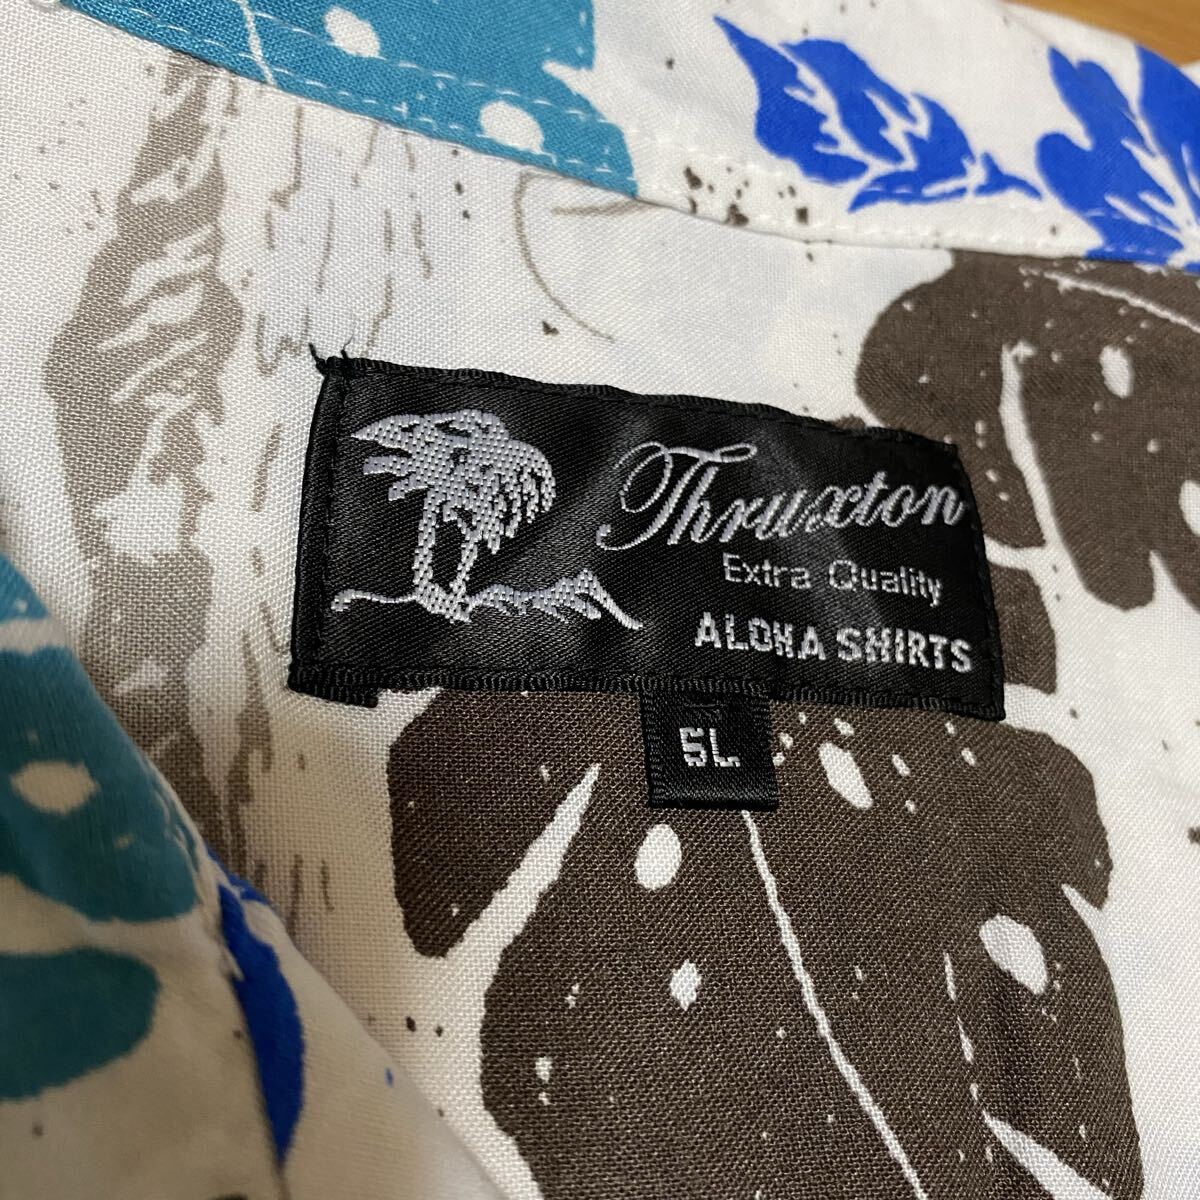 Thruxton
Extra Quality
ALOHA SHIRTS
5L